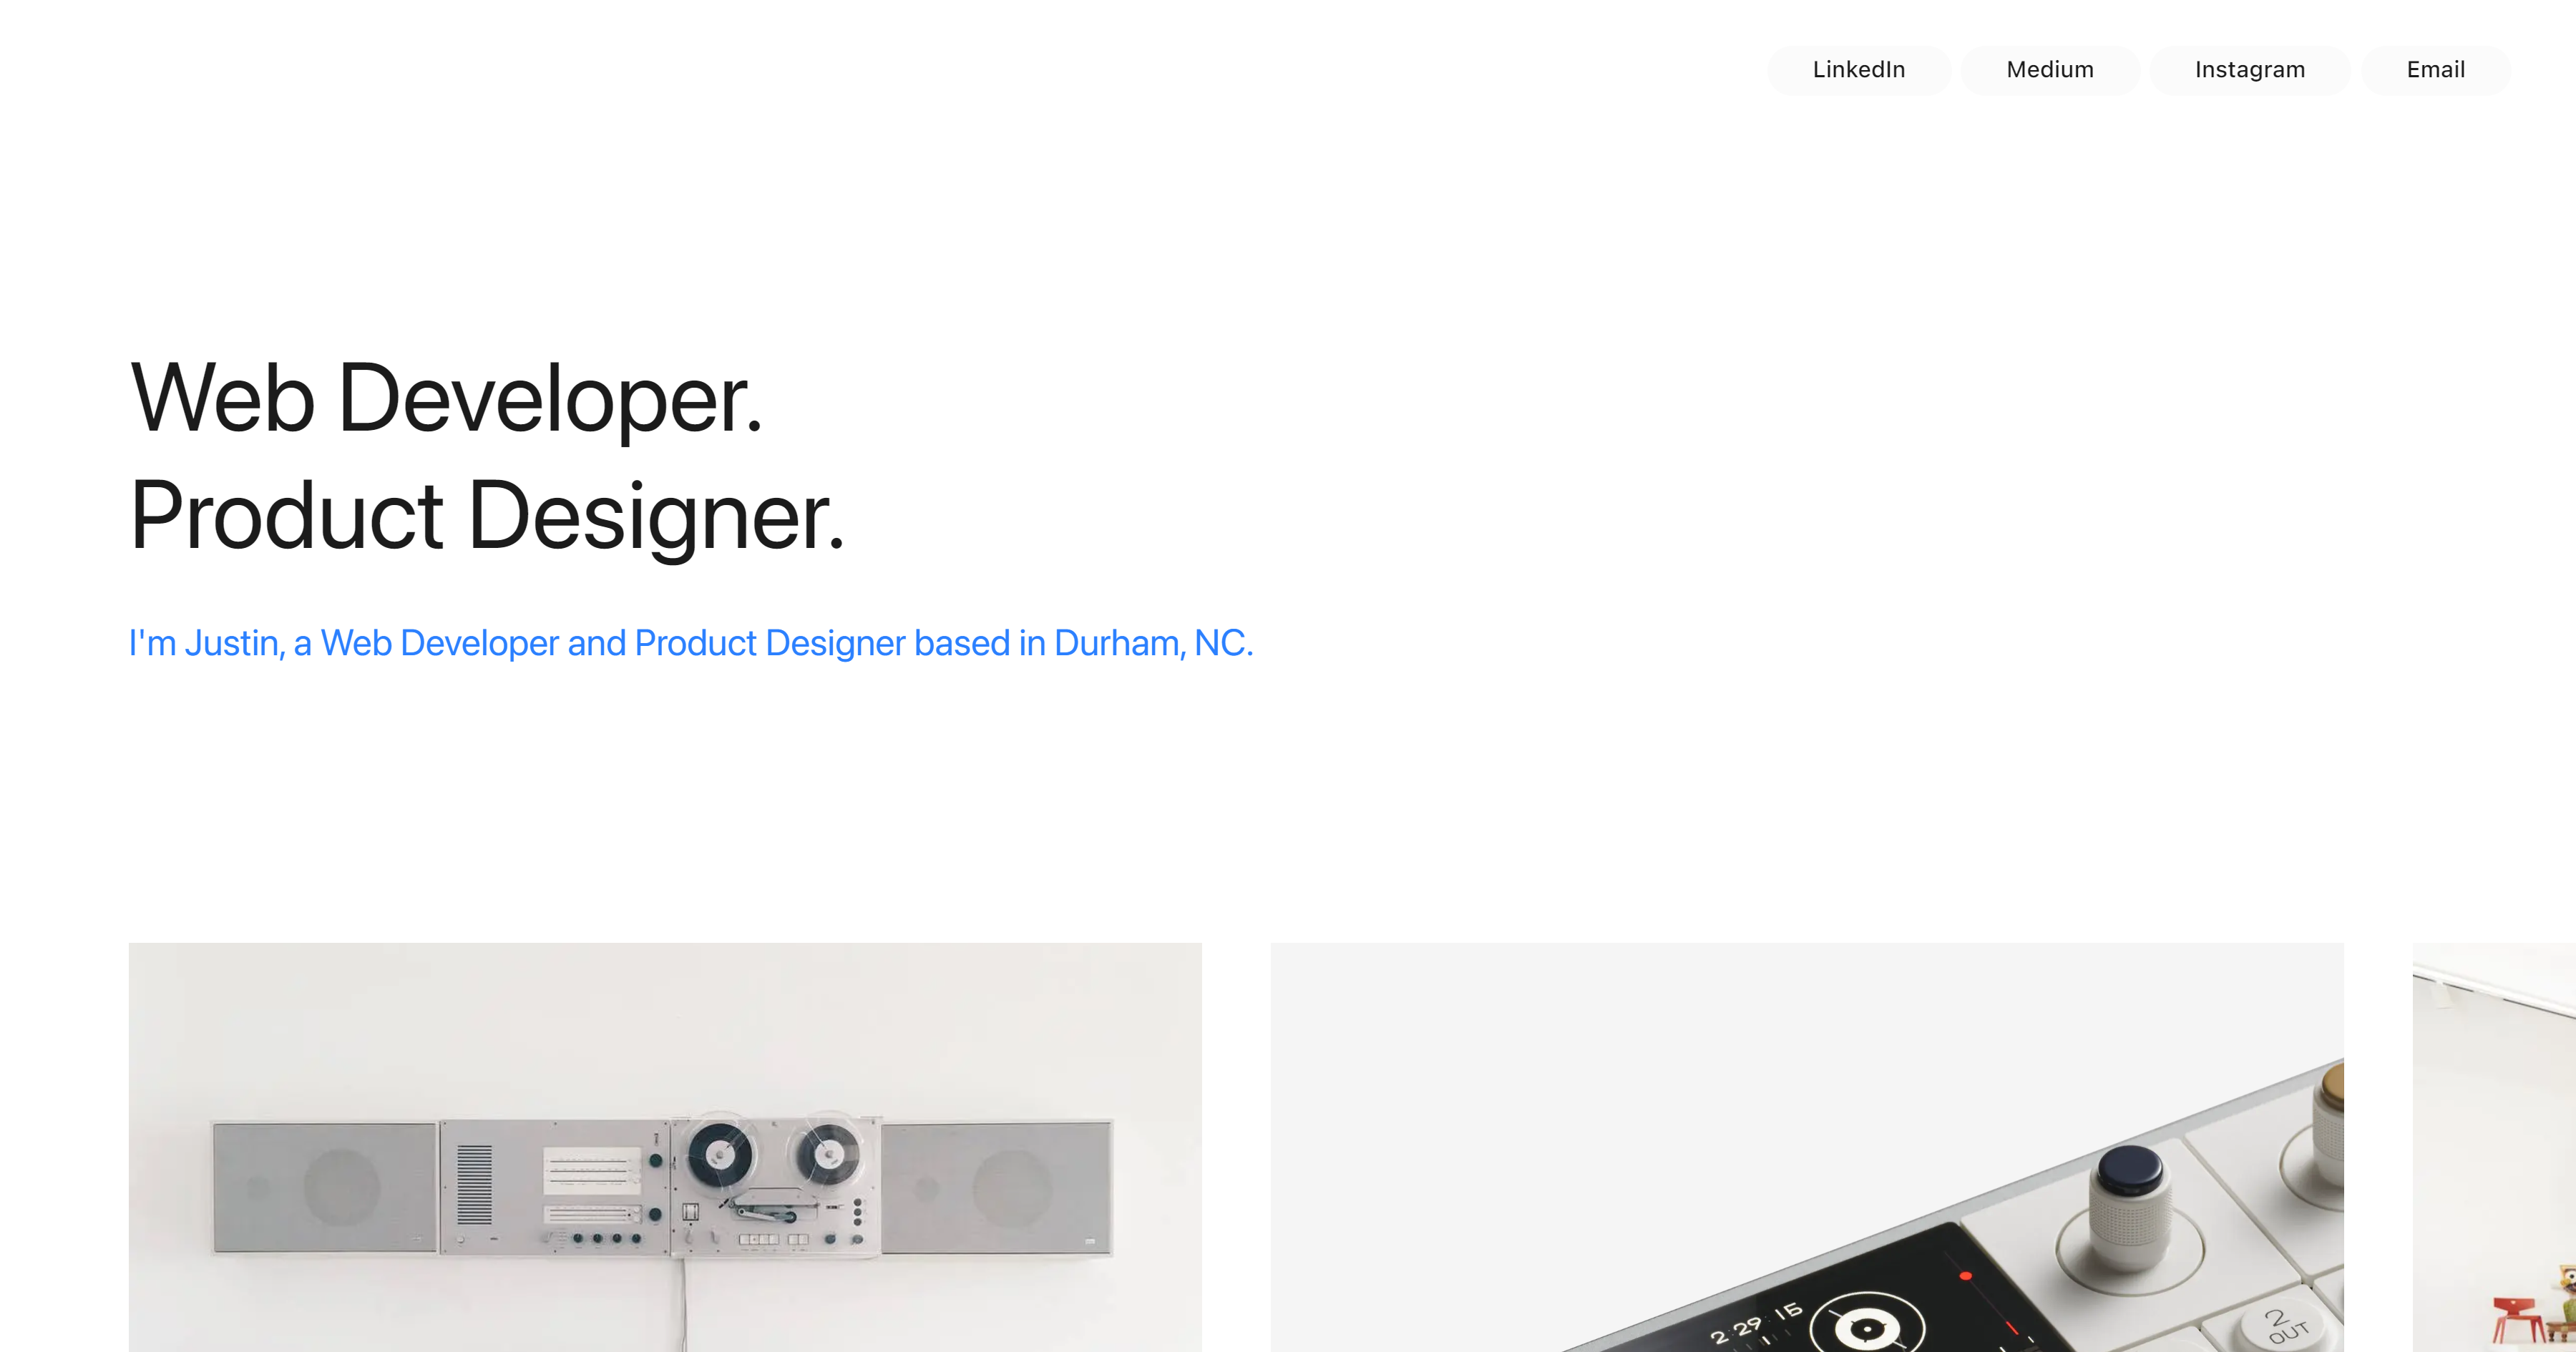 LinkedIn Medium Instagram Email
Web Developer.
Product Designer.
I'm Justin, a Web Developer and Product Designer based in Durham, NC.
2:29:15
2
OUT